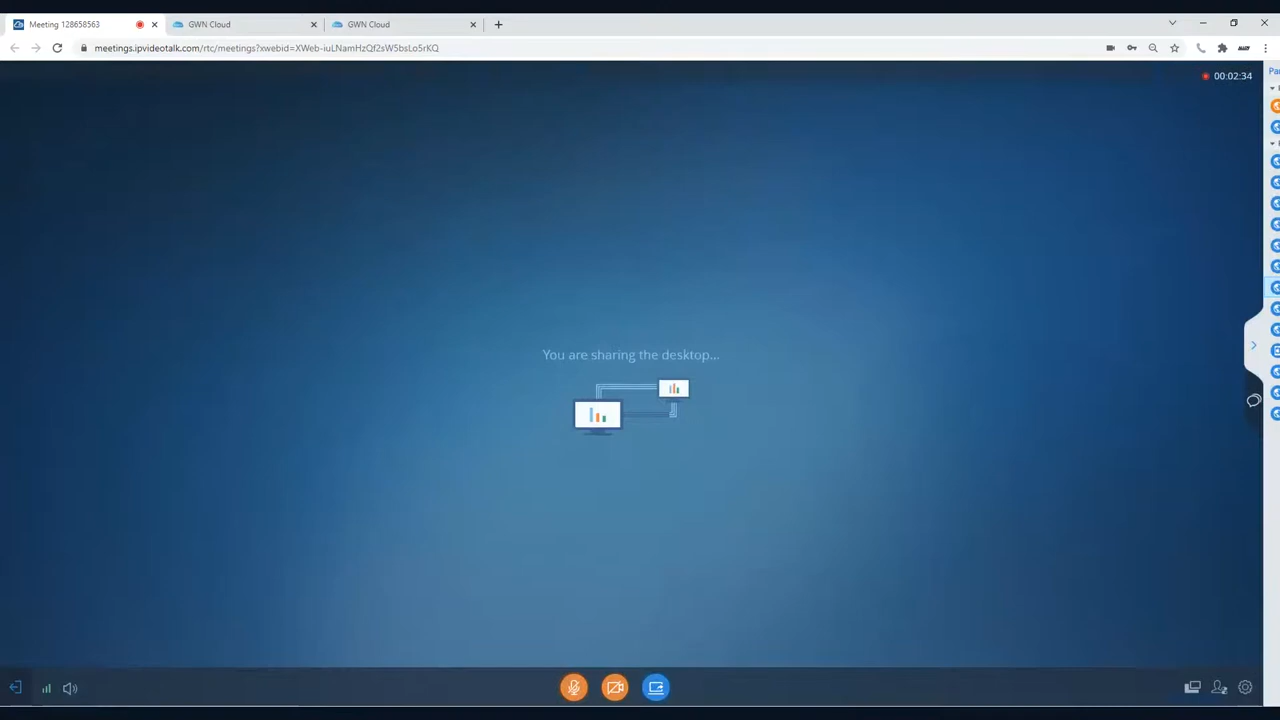 Meeting 128658563
GWN Cloud
GWN Cloud
meetings.ipvideotalk.com/rtc/meetings?xwebid=XWeb-iuLNamHzQf2sW5bsLo5rKQ
00:02:34
You are sharing the desktop...